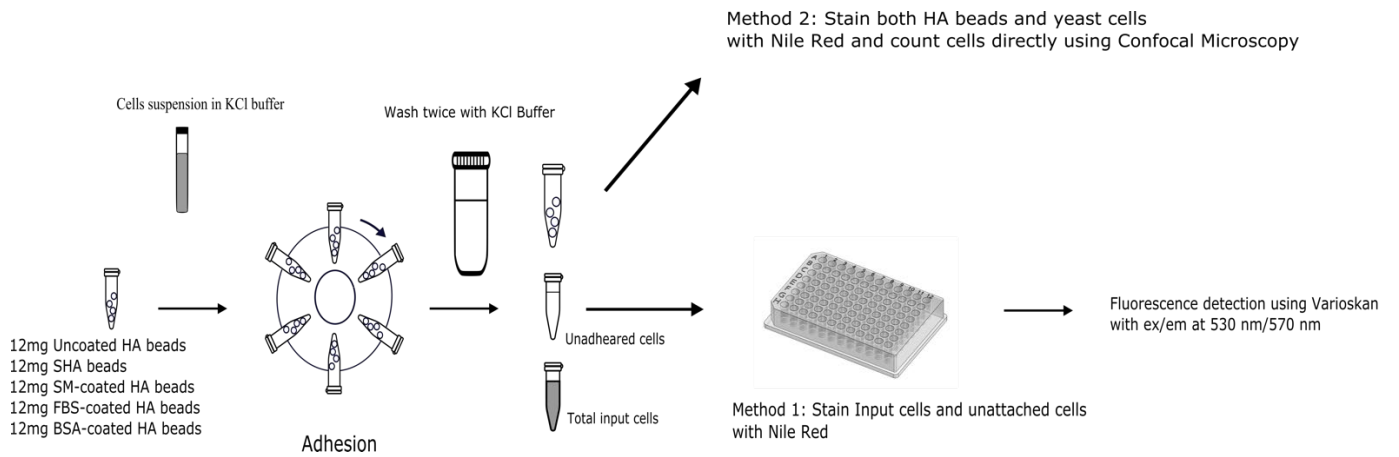 Method 2: Stain both HA beads and yeast cells
with Nile Red and count cells directly using Confocal Microscopy
Cells suspension in KCl buffer
Wash twice with KCl Buffer
12mg Uncoated HA beads
12mg SHA beads
12mg SM-coated HA beads
12mg FBS-coated HA beads
12mg BSA-coated HA beads
Adhesion
Unadheared cells
Total input cells
Method 1: Stain Input cells and unattached cells
with Nile Red
Fluorescence detection using Varioskan
with ex/em at 530 nm/570 nm